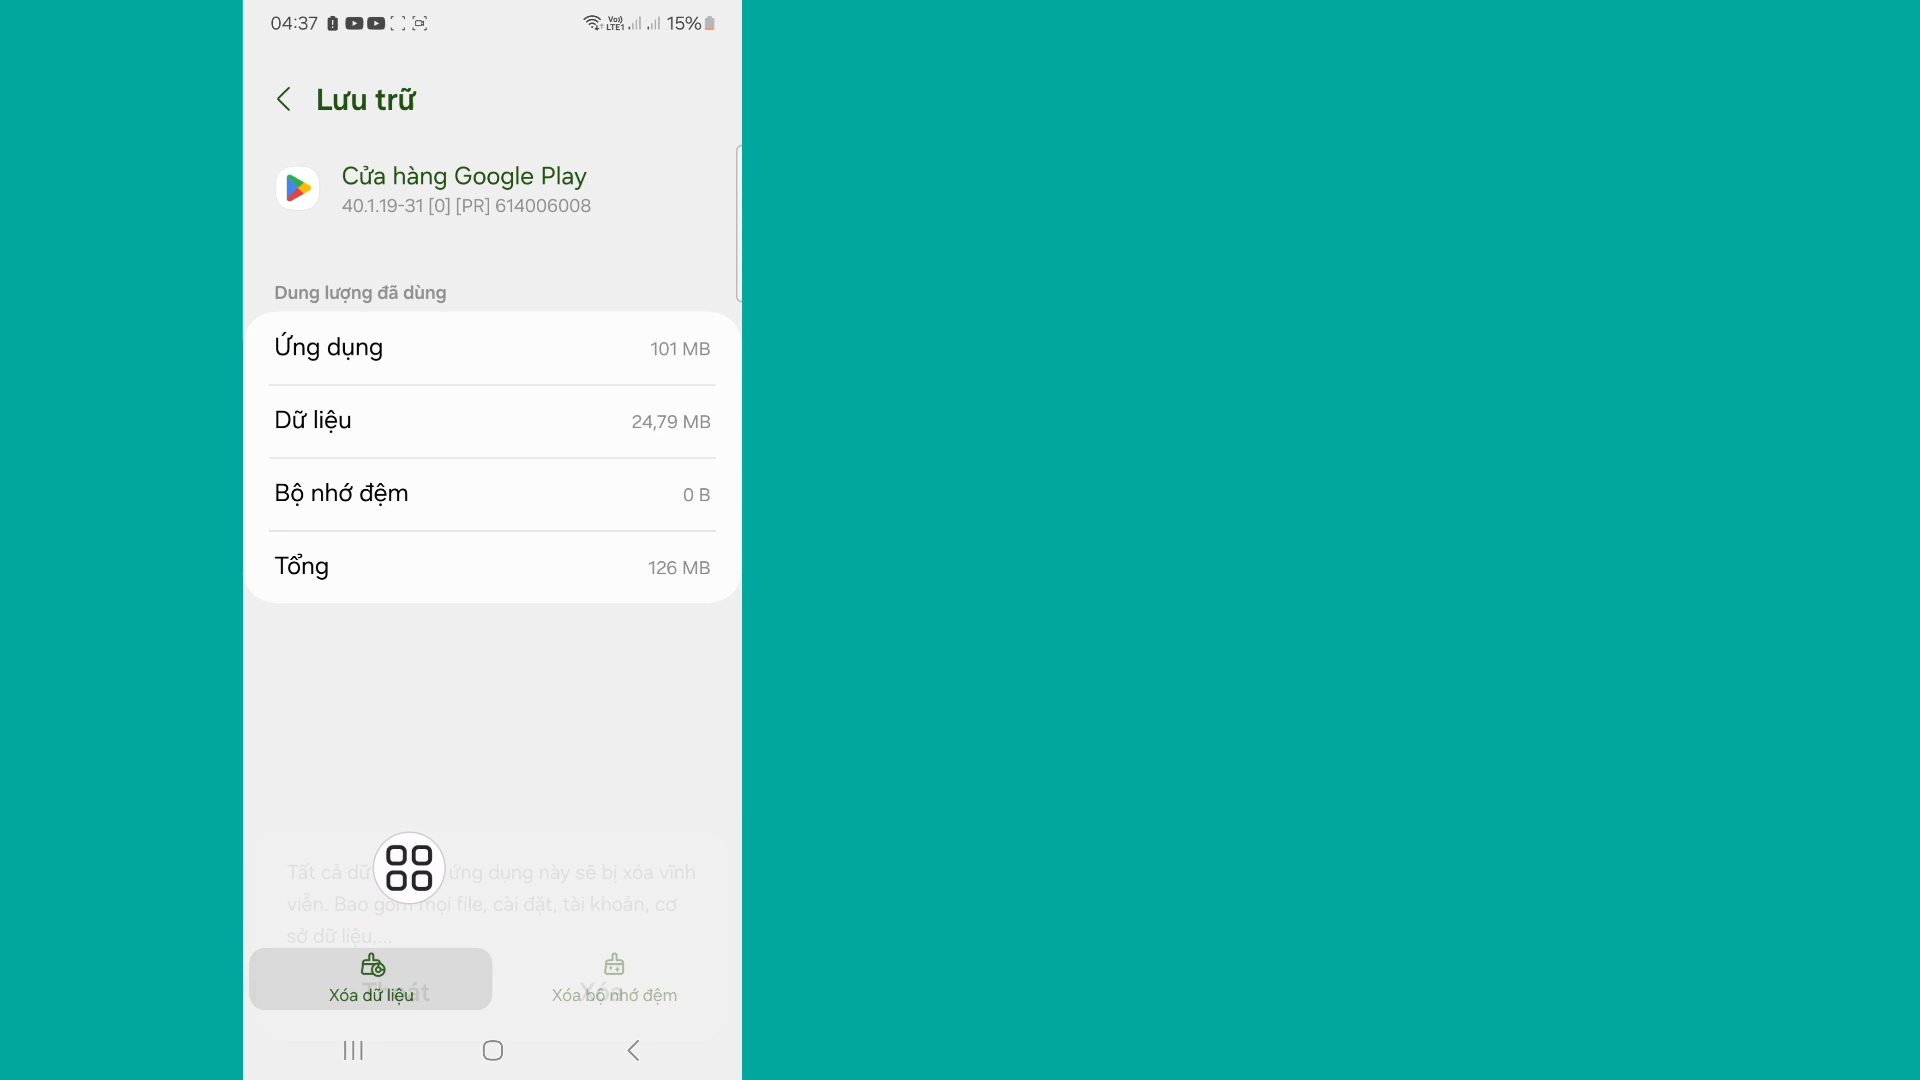 04:37 15%
Lưu trữ
Cửa hàng Google Play
40.1.19-31 [0] [PR] 614006008
Dung lượng đã dùng
Ứng dụng 101 MB
Dữ liệu 24,79 MB
Bộ nhớ đệm 0 B
Tổng 126 MB
Tất cả dữ ứng dụng này sẽ bị xóa vĩnh
viễn. Bao gồm mọi file, cài đặt, tài khoản, cơ
sở dữ liệu,...
Thoát Xóa
Xóa dữ liệu Xóa bộ nhớ đệm